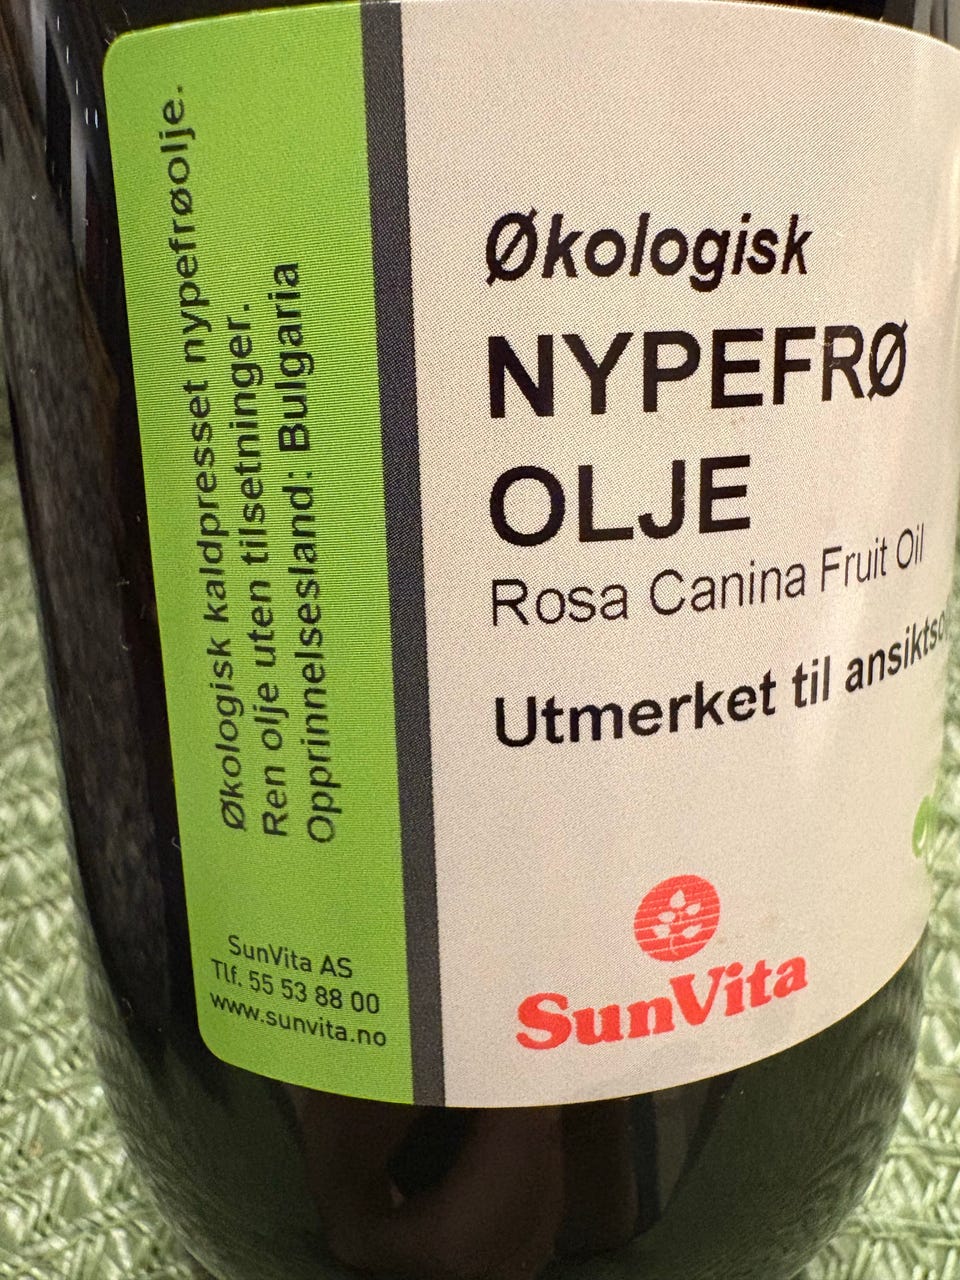 Økologisk kaldpresset nypefrøolje.
Ren olje uten tilsetninger.
Opprinnelsesland: Bulgaria
SunVita AS
Tlf. 55 53 88 00
www.sunvita.no
Økologisk
NYPEFRØ
OLJE
Rosa Canina Fruit Oil
Utmerket til
SunVita